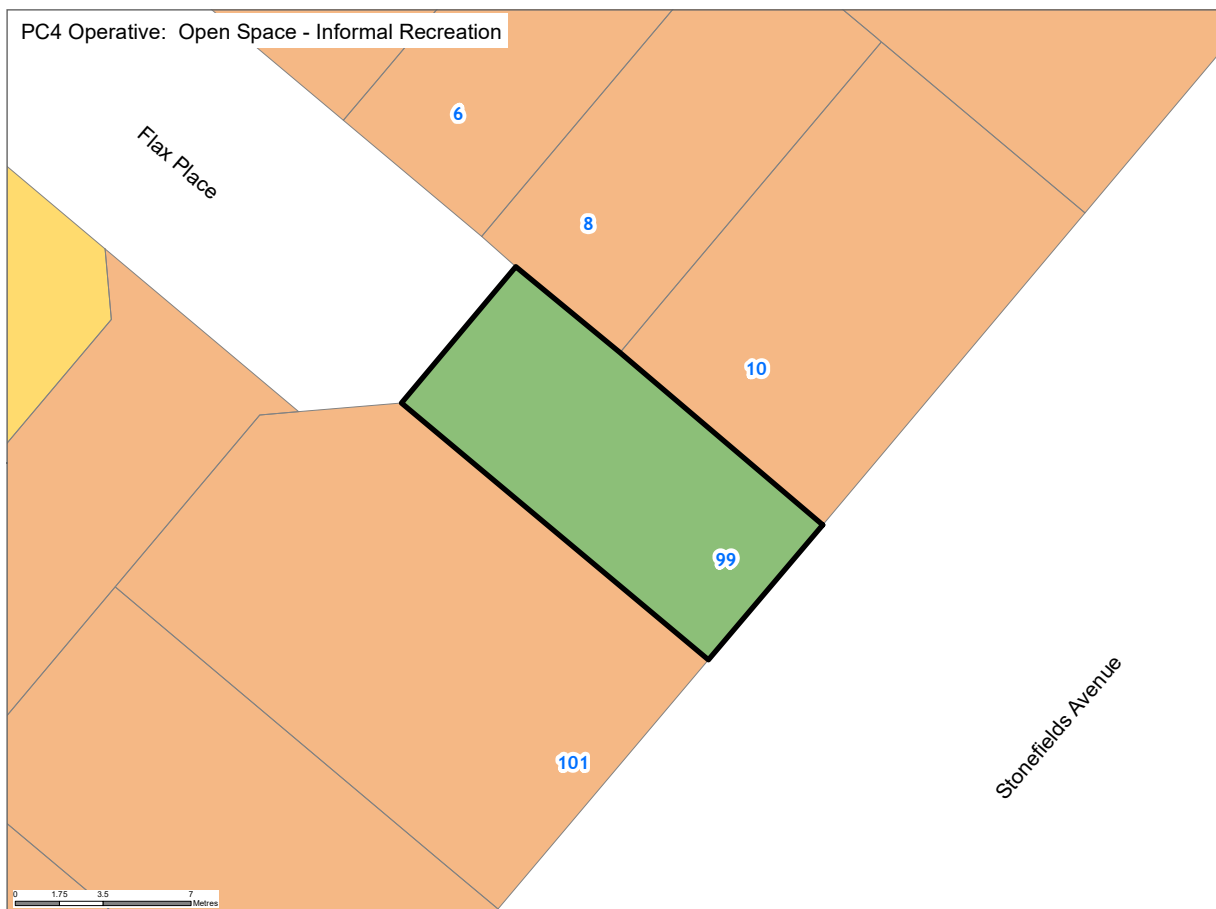 PC4 Operative:  Open Space - Informal Recreation
6
Flax Place
8
10
99
Stonefields Avenue
101
0 1.75 3.5 7
Metres